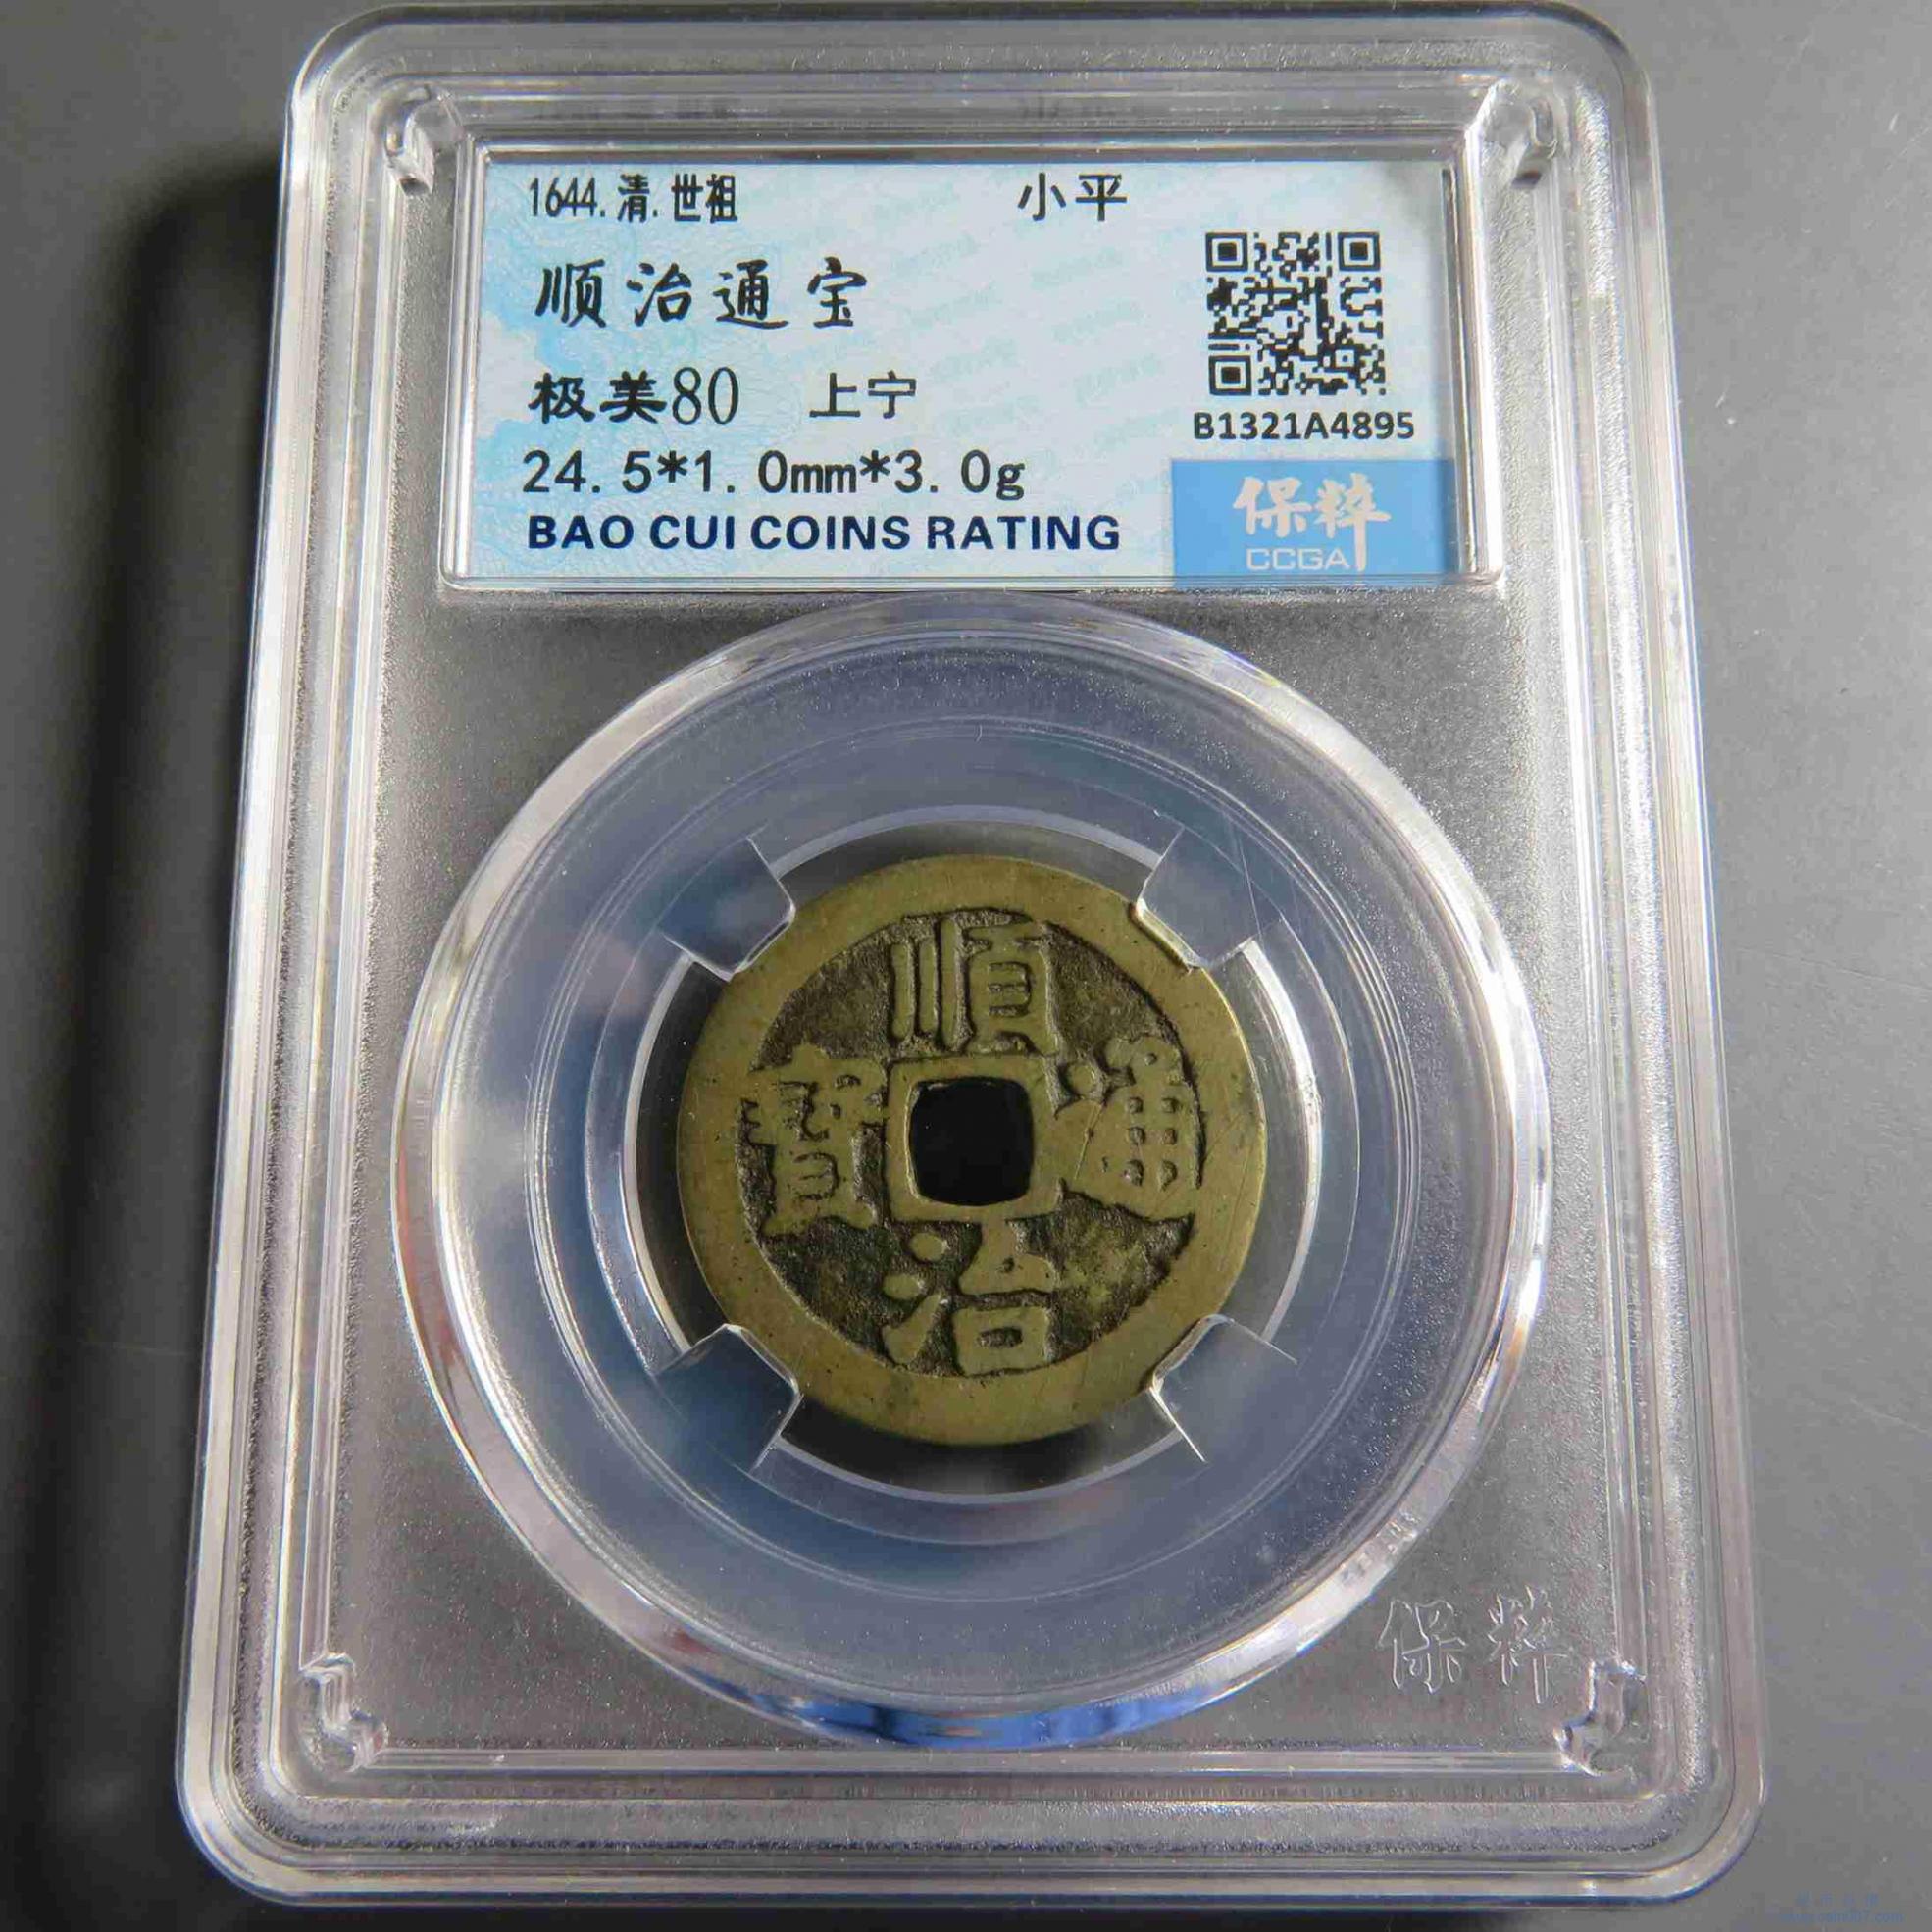 1644.清.世祖 小平
顺治通宝
极美80 上宁
B1321A4895
24.5*1.0mm*3.0g
BAO CUI COINS RATING
保粹
CCGA
順
寶 通
治
保粹